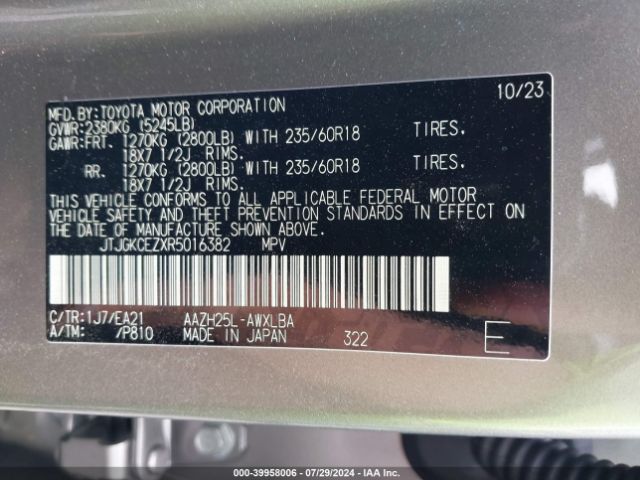 MFD.BY:TOYOTA MOTOR CORPORATION 10/23
GVWR:2380KG (5245LB)
GAWR:FRT. 1270KG (2800LB) WITH 235/60R18 TIRES.
18X7 1/2J RIMS.
RR. 1270KG (2800LB) WITH 235/60R18 TIRES.
18X7 1/2J RIMS.
THIS VEHICLE CONFORMS TO ALL APPLICABLE FEDERAL MOTOR
VEHICLE SAFETY AND THEFT PREVENTION STANDARDS IN EFFECT ON
THE DATE OF MANUFACTURE SHOWN ABOVE.
JTJGKCEZXR5016382 MPV
C/TR:1J7/EA21 AAZH25L-AWXLBA
A/TM: /P810 MADE IN JAPAN 322 E
000-39958006 • 07/29/2024 • IAA Inc.